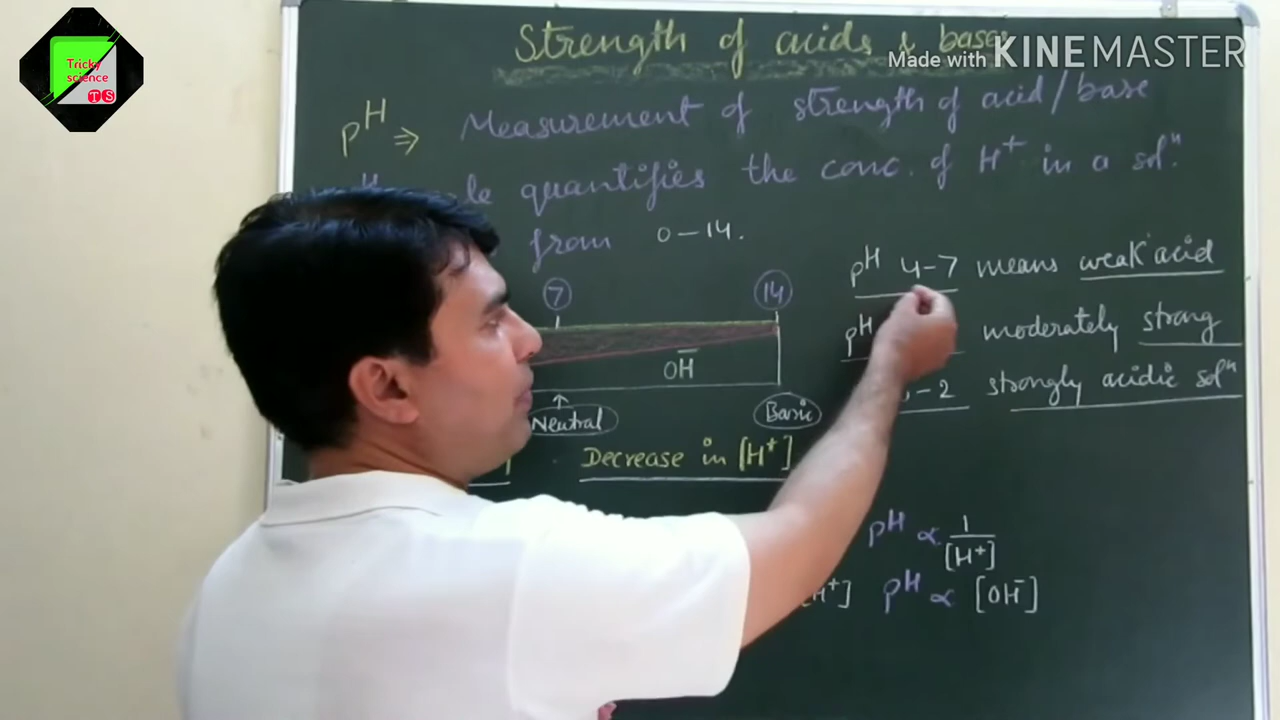 Tricky
science
TS
Made with KINEMASTER
Strength of acids & bases
pH ⇒ Measurement of strength of acid/base
quantifies the conc. of H+ in a solⁿ.
from 0-14.
7 14
OH̄
Neutral Basic
Decrease in [H+]
pH 4-7 means weak acid
pH moderately strong
-2 strongly acidic solⁿ
pH ∝ 1/[H+]
H+] pH ∝ [OH̄]